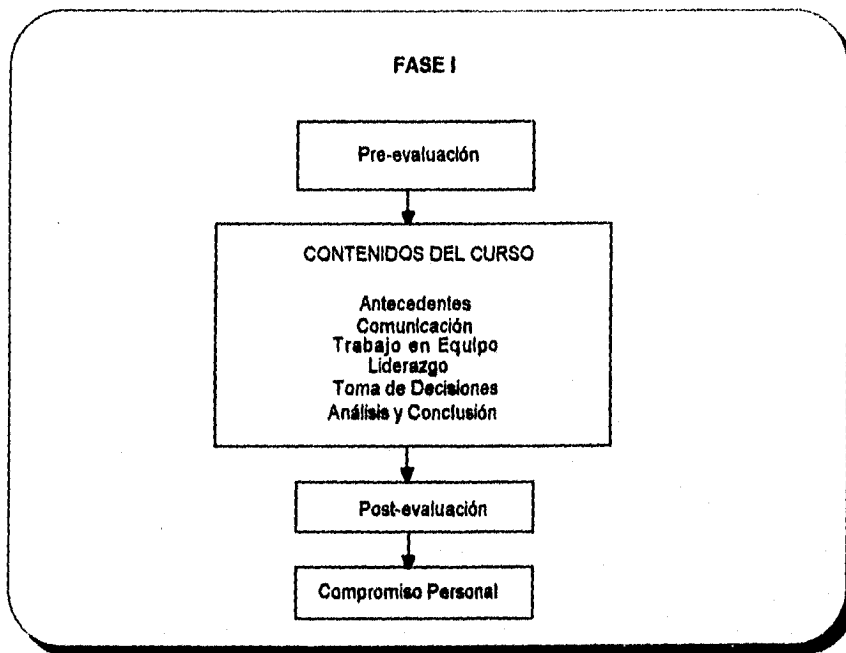 FASE I
Pre-evaluación
CONTENIDOS DEL CURSO
Antecedentes
Comunicación
Trabajo en Equipo
Liderazgo
Toma de Decisiones
Análisis y Conclusión
Post-evaluación
Compromiso Personal